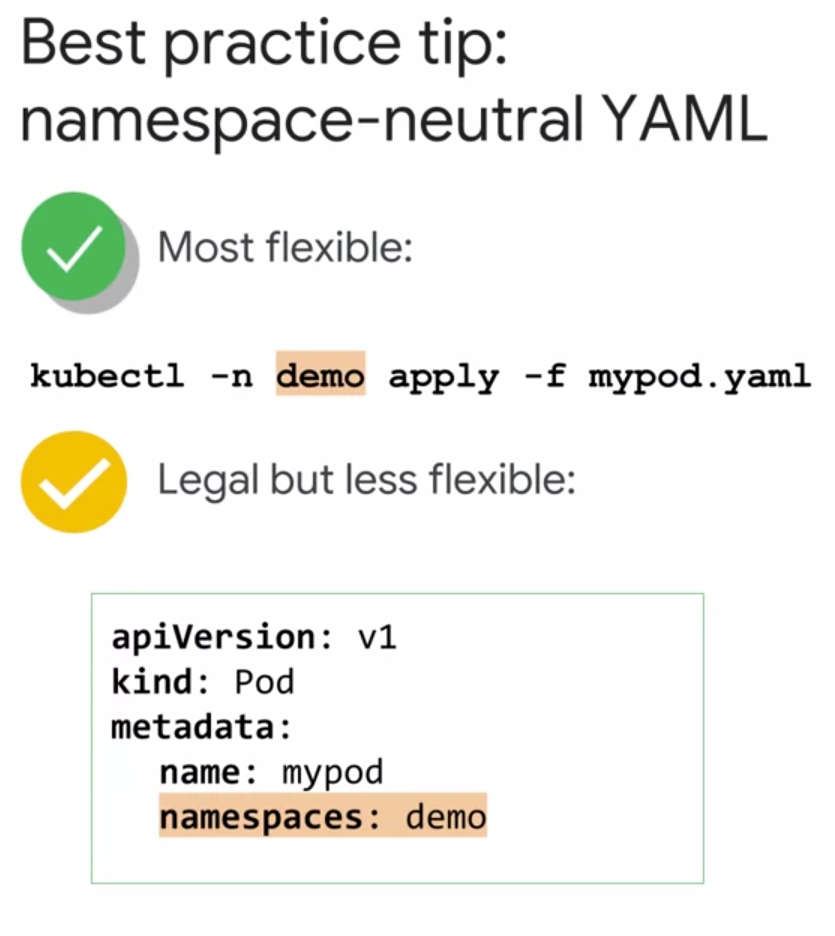 Best practice tip:
namespace-neutral YAML
Most flexible:
kubectl -n demo apply -f mypod.yaml
Legal but less flexible:
apiVersion: v1
kind: Pod
metadata:
name: mypod
namespaces: demo